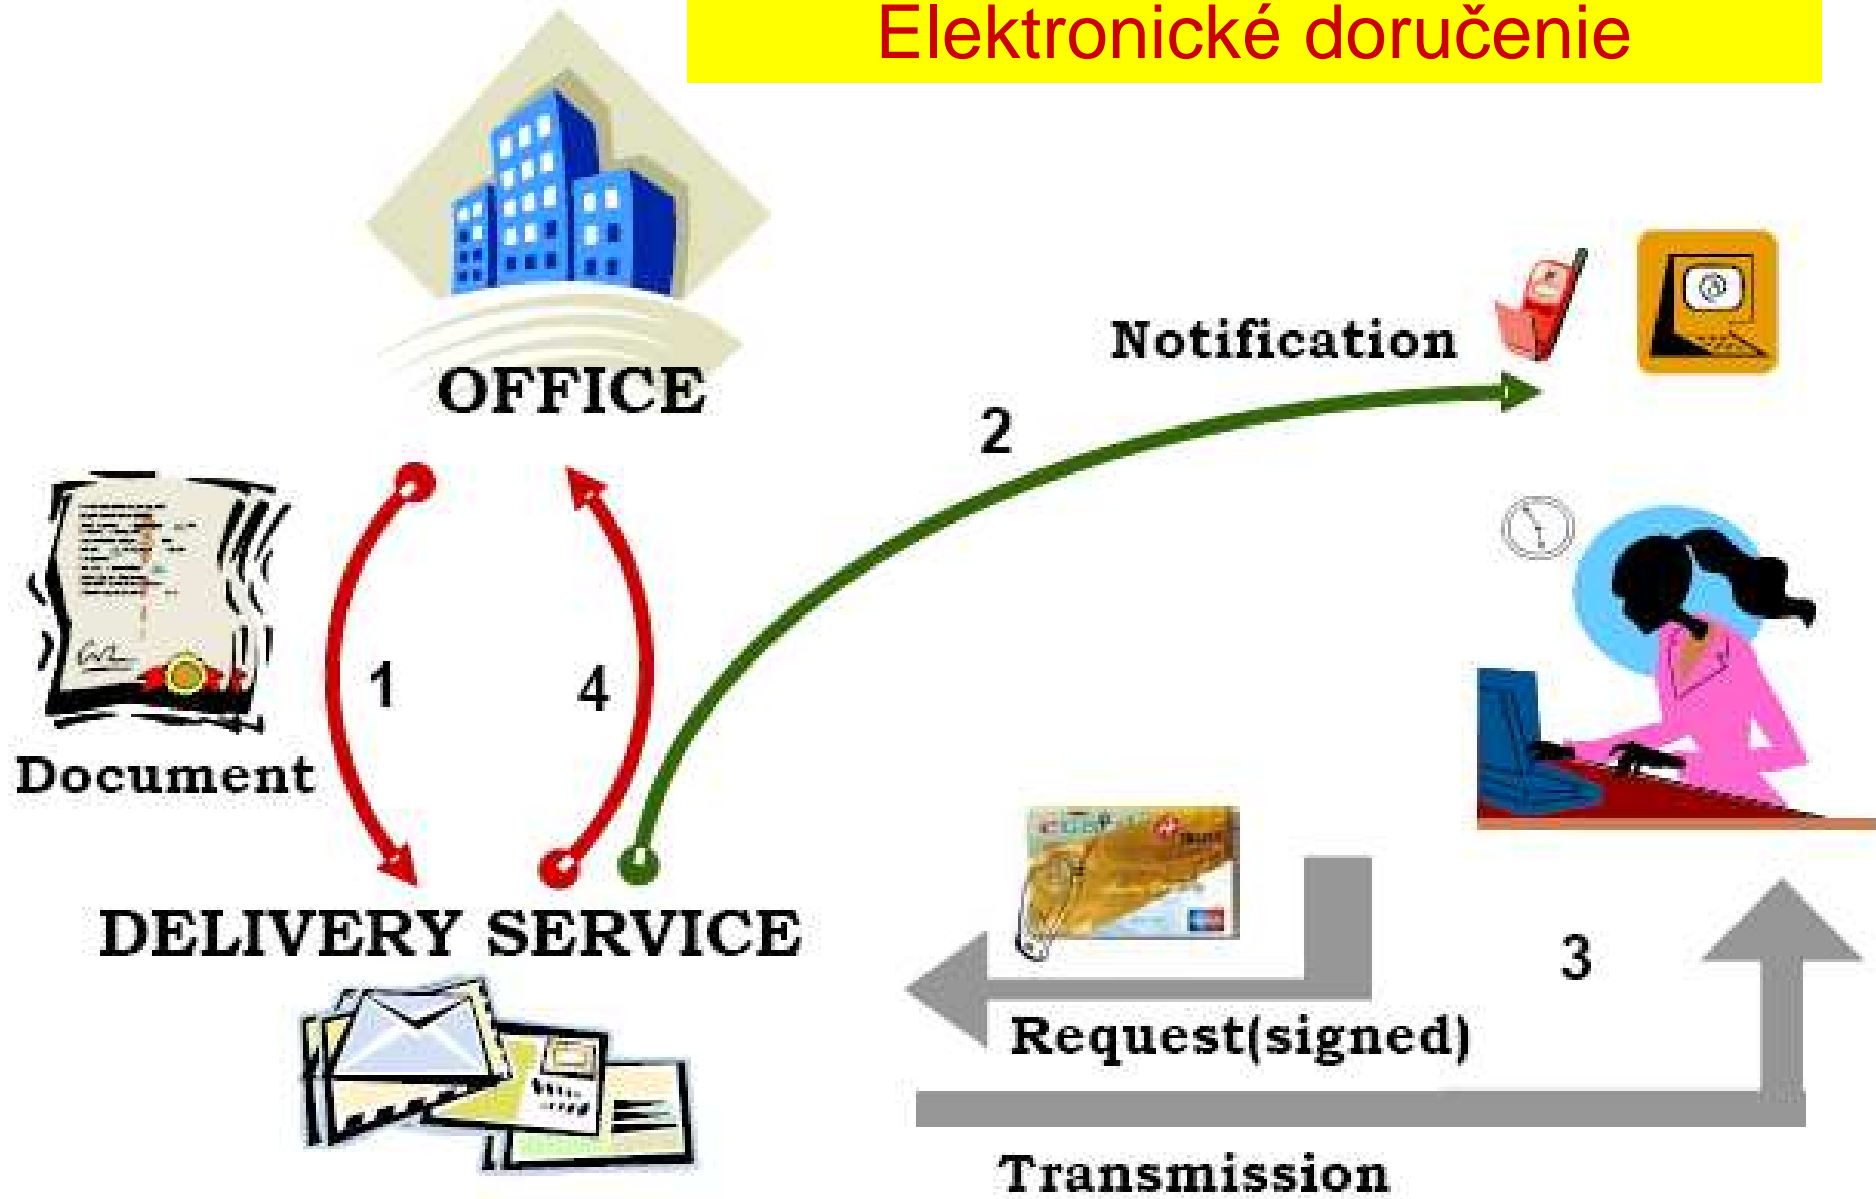 Elektronické doručenie
OFFICE
Notification
2
1
4
Document
DELIVERY SERVICE
3
Request(signed)
Transmission